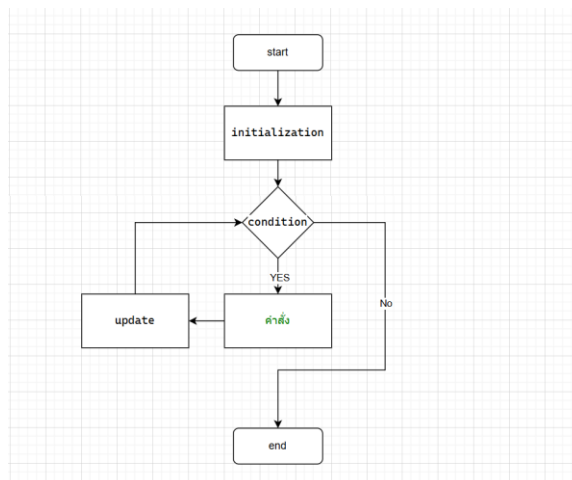 start
initialization
condition
YES
No
update
คำสั่ง
end